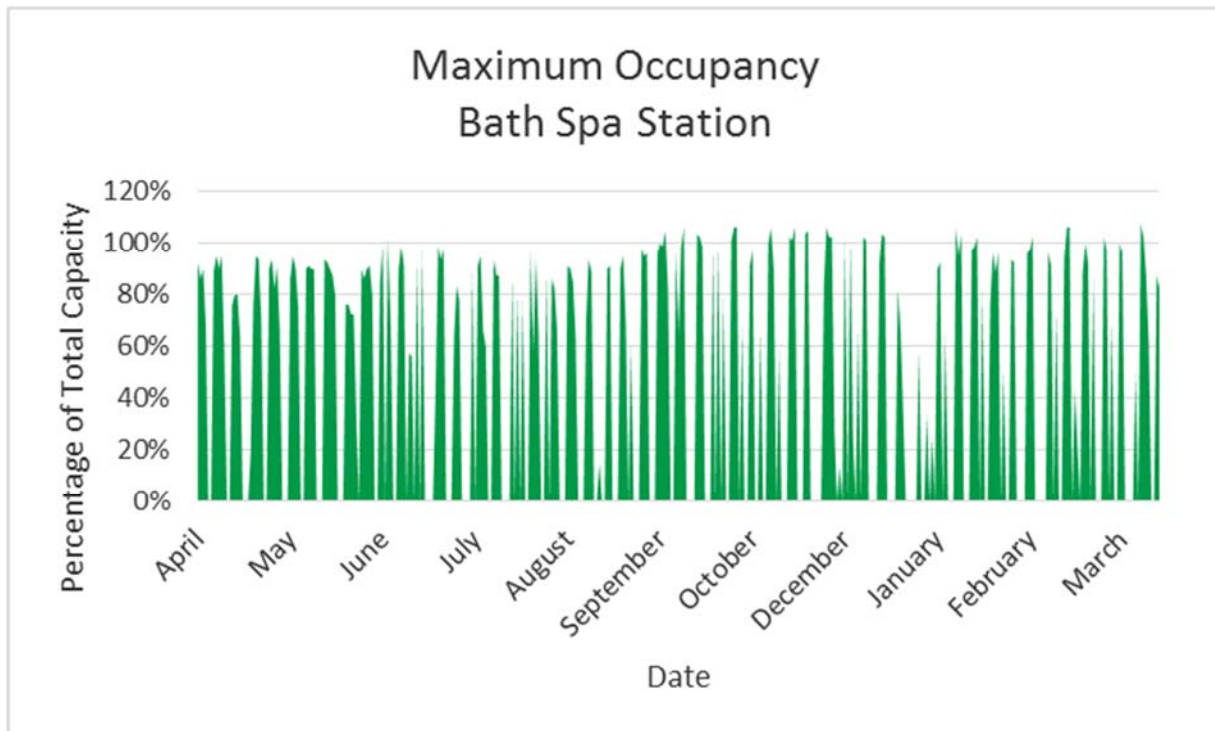 Maximum Occupancy
Bath Spa Station
Percentage of Total Capacity
120%
100%
80%
60%
40%
20%
0%
April
May
June
July
August
September
October
December
January
February
March
Date